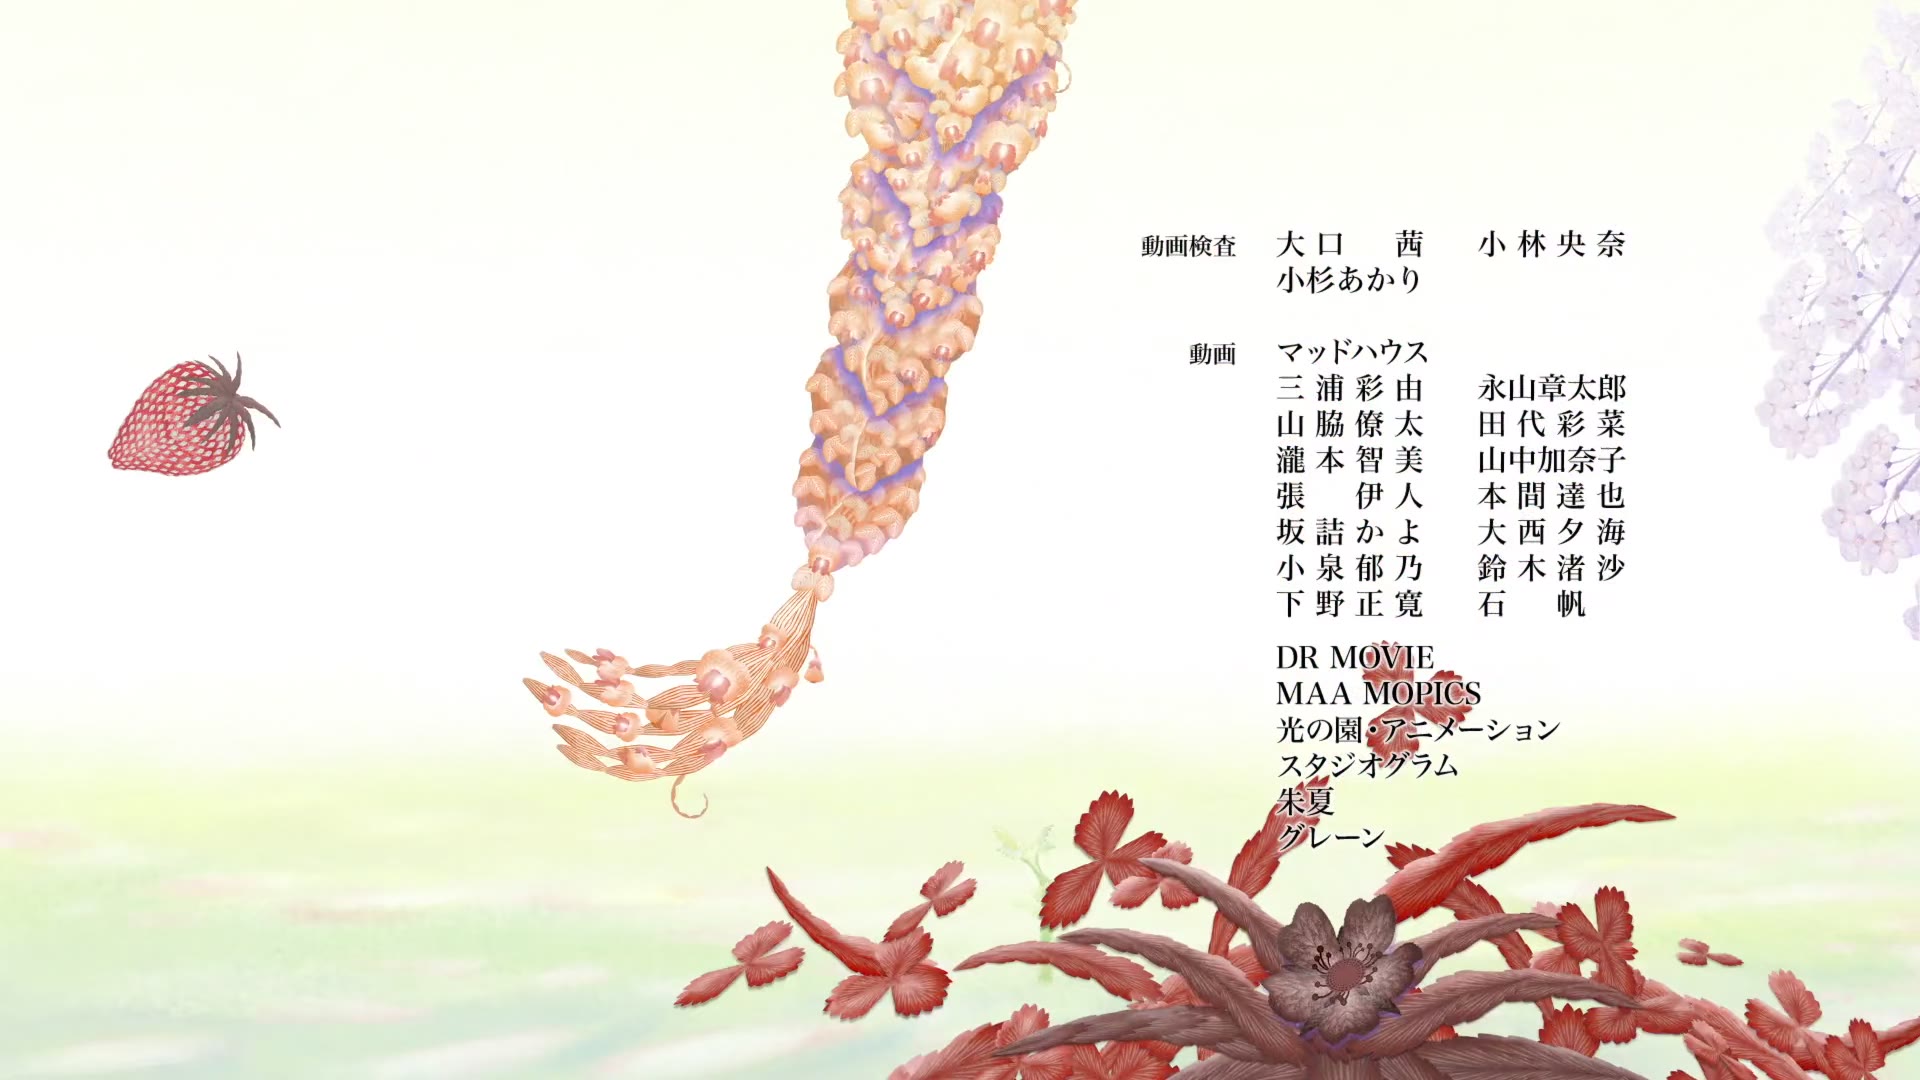 動画検査 大口 茜 小林央奈
小杉あかり
動画 マッドハウス
三浦彩由 永山章太郎
山脇僚太 田代彩菜
瀧本智美 山中加奈子
張 伊人 本間達也
坂詰かよ 大西夕海
小泉郁乃 鈴木渚沙
下野正寛 石 帆
DR MOVIE
MAA MOPICS
光の園・アニメーション
スタジオグラム
朱夏
グレーン